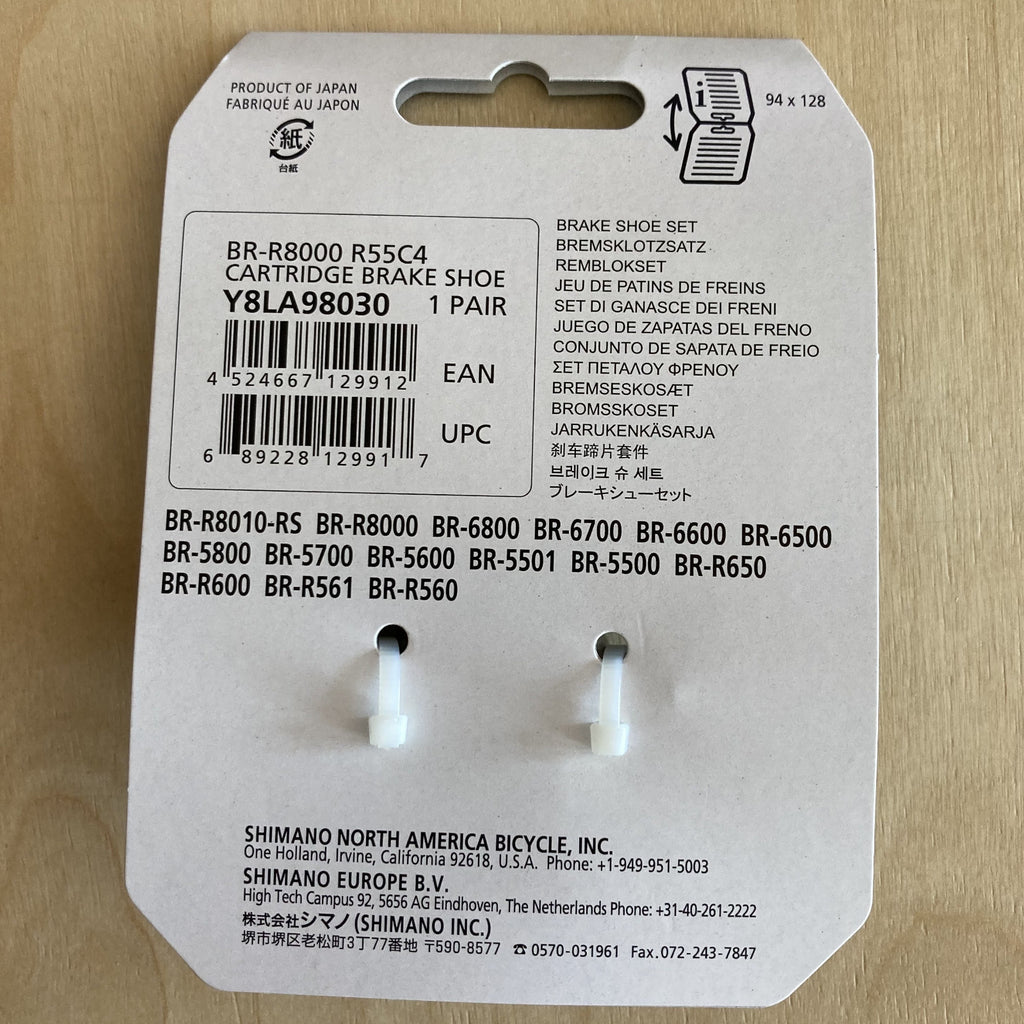 PRODUCT OF JAPAN
FABRIQUÉ AU JAPON
紙
台紙
i
94 x 128
BR-R8000 R55C4
CARTRIDGE BRAKE SHOE
Y8LA98030 1 PAIR
4 524667 129912 EAN
6 89228 12991 7 UPC
BRAKE SHOE SET
BREMSKLOTZSATZ
REMBLOKSET
JEU DE PATINS DE FREINS
SET DI GANASCE DEI FRENI
JUEGO DE ZAPATAS DEL FRENO
CONJUNTO DE SAPATA DE FREIO
ΣΕΤ ΠΕΤΑΛΟΥ ΦΡΕΝΟΥ
BREMSESKOSÆT
BROMSSKOSET
JARRUKENKÄSARJA
刹车蹄片套件
브레이크 슈 세트
ブレーキシューセット
BR-R8010-RS BR-R8000 BR-6800 BR-6700 BR-6600 BR-6500
BR-5800 BR-5700 BR-5600 BR-5501 BR-5500 BR-R650
BR-R600 BR-R561 BR-R560
SHIMANO NORTH AMERICA BICYCLE, INC.
One Holland, Irvine, California 92618, U.S.A. Phone: +1-949-951-5003
SHIMANO EUROPE B.V.
High Tech Campus 92, 5656 AG Eindhoven, The Netherlands Phone: +31-40-261-2222
株式会社シマノ (SHIMANO INC.)
堺市堺区老松町3丁77番地 〒590-8577 ☎ 0570-031961 Fax.072-243-7847